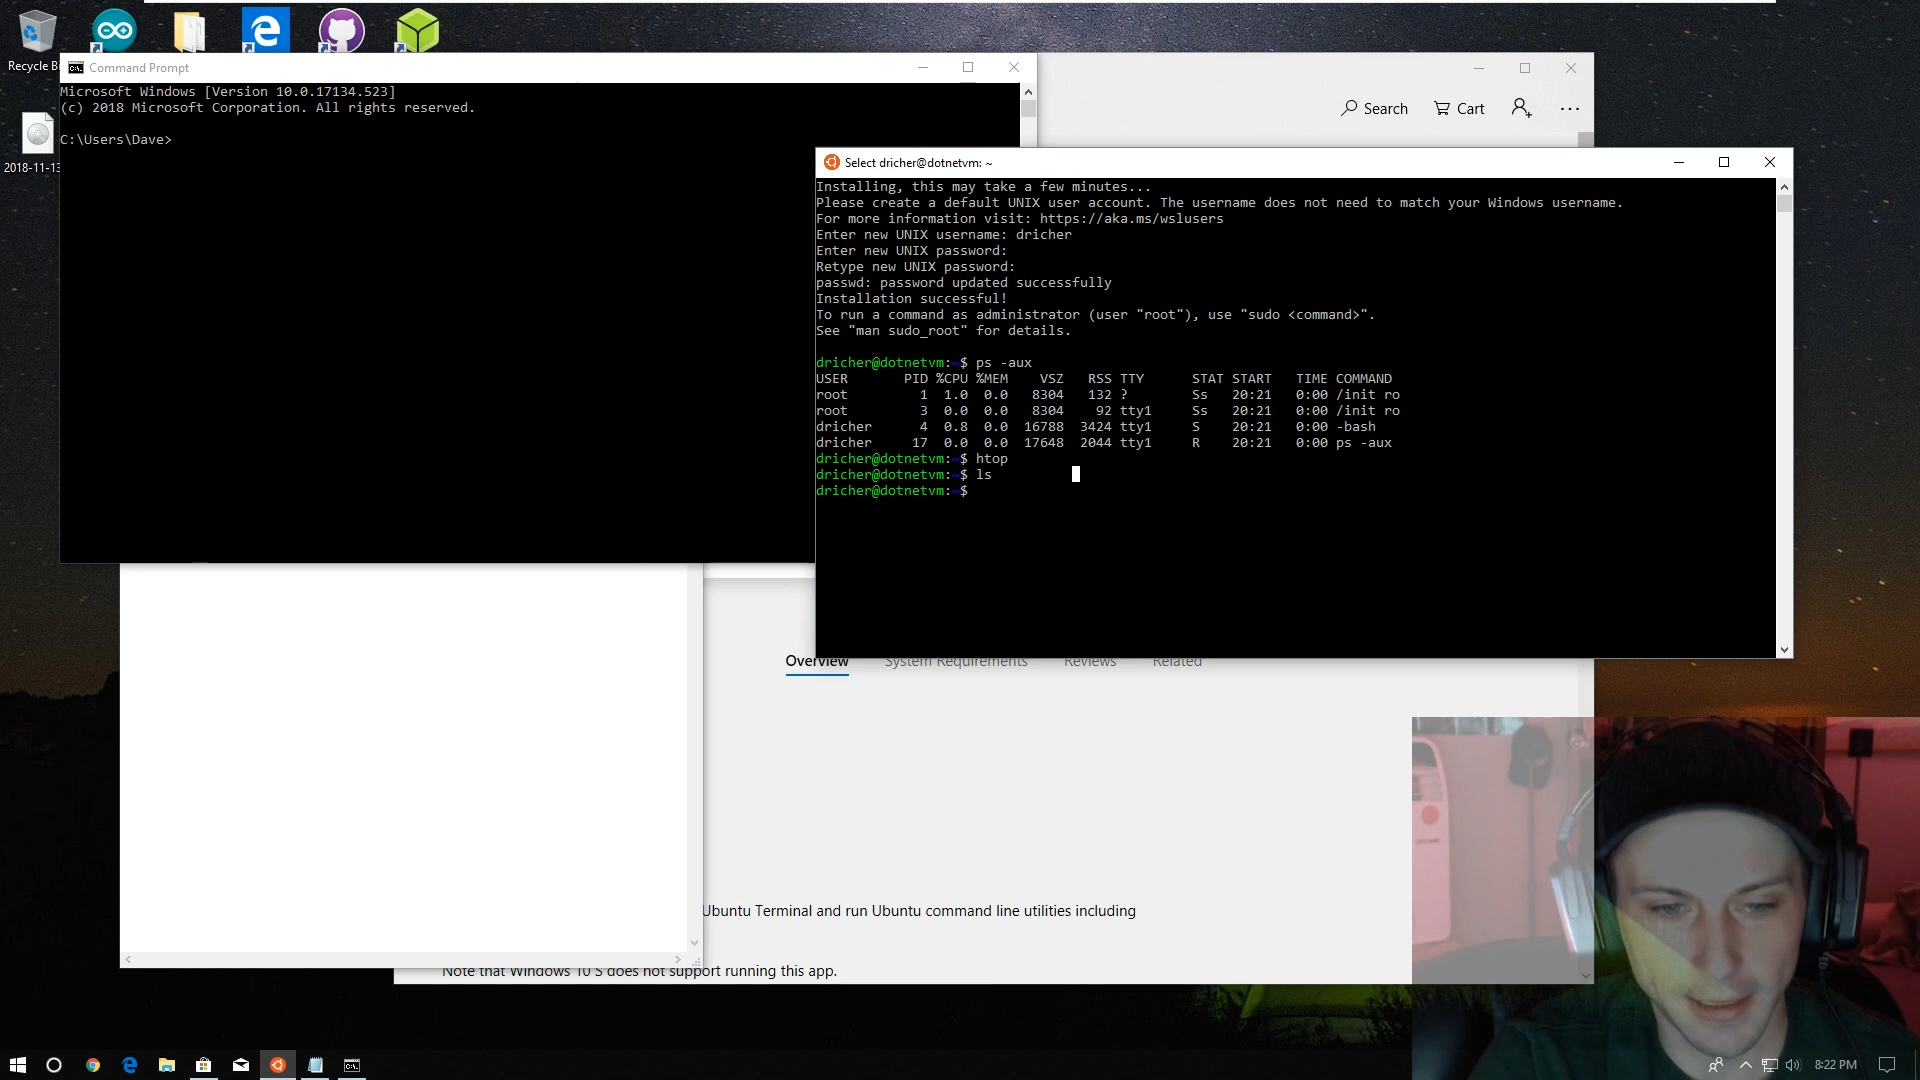 Recycle Bi
2018-11-13
Command Prompt
Microsoft Windows [Version 10.0.17134.523]
(c) 2018 Microsoft Corporation. All rights reserved.
C:\Users\Dave>
Search
Cart
Select dricher@dotnetvm: ~
Installing, this may take a few minutes...
Please create a default UNIX user account. The username does not need to match your Windows username.
For more information visit: https://aka.ms/wslusers
Enter new UNIX username: dricher
Enter new UNIX password:
Retype new UNIX password:
passwd: password updated successfully
Installation successful!
To run a command as administrator (user "root"), use "sudo <command>".
See "man sudo_root" for details.
dricher@dotnetvm:~$ ps -aux
USER       PID %CPU %MEM    VSZ   RSS TTY      STAT START   TIME COMMAND
root         1  1.0  0.0   8304   132 ?        Ss   20:21   0:00 /init ro
root         3  0.0  0.0   8304    92 tty1     Ss   20:21   0:00 /init ro
dricher      4  0.8  0.0  16788  3424 tty1     S    20:21   0:00 -bash
dricher     17  0.0  0.0  17648  2044 tty1     R    20:21   0:00 ps -aux
dricher@dotnetvm:~$ htop
dricher@dotnetvm:~$ ls
dricher@dotnetvm:~$
Overview
System Requirements
Reviews
Related
Ubuntu Terminal and run Ubuntu command line utilities including
Note that Windows 10 S does not support running this app.
8:22 PM